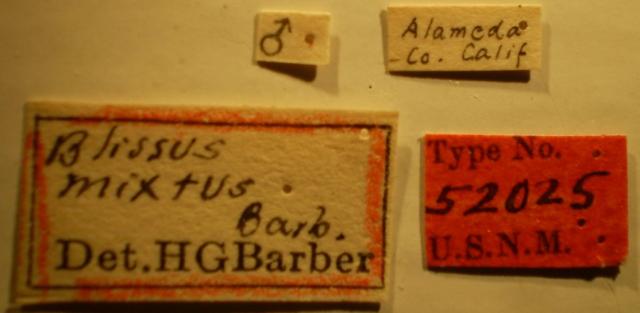 ♂
Alameda
Co. Calif
Blissus
mixtus
Barb.
Det.HGBarber
Type No.
52025
U.S.N.M.